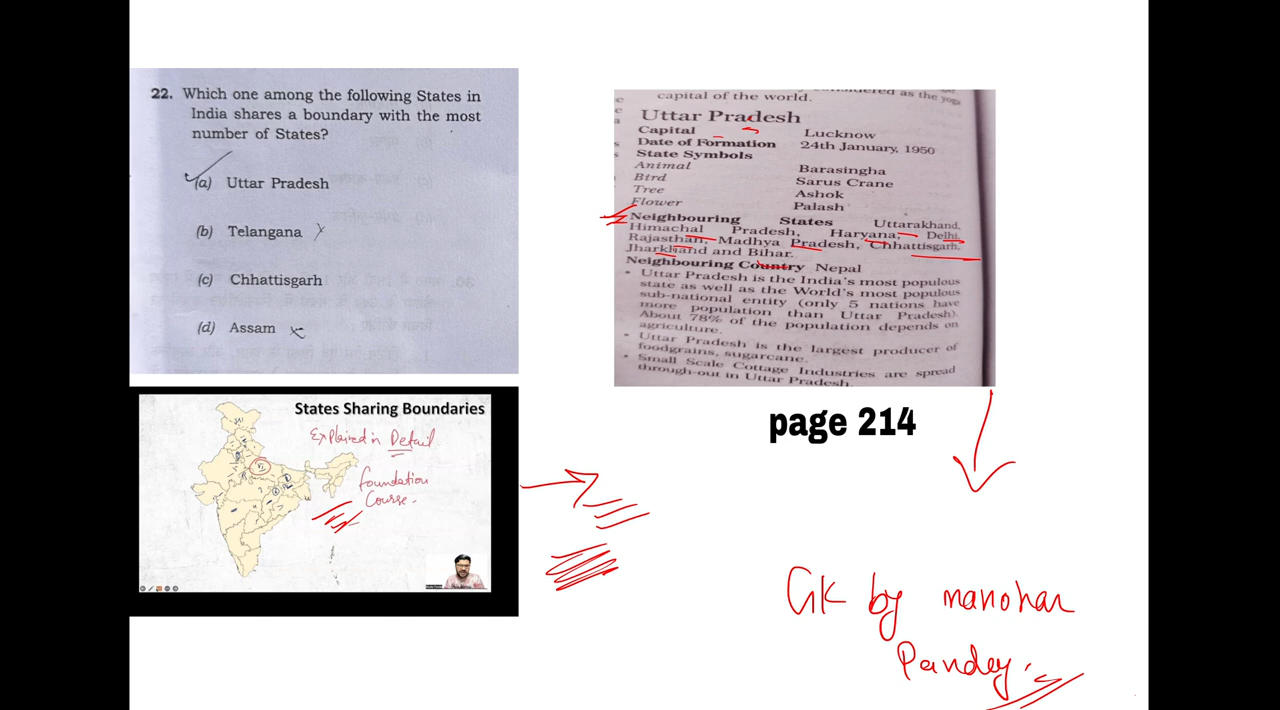 22. Which one among the following States in
India shares a boundary with the most
number of States?
(a) Uttar Pradesh
(b) Telangana
(c) Chhattisgarh
(d) Assam
States Sharing Boundaries
Explained in Detail
Foundation
Course
capital of the world. considered as the yoga
Uttar Pradesh
Capital Lucknow
Date of Formation 24th January, 1950
State Symbols
Animal Barasingha
Bird Sarus Crane
Tree Ashok
Flower Palash
Neighbouring States Uttarakhand,
Himachal Pradesh, Haryana, Delhi,
Rajasthan, Madhya Pradesh, Chhattisgarh,
Jharkhand and Bihar.
Neighbouring Country Nepal
• Uttar Pradesh is the India's most populous
state as well as the World's most populous
sub-national entity (only 5 nations have
more population than Uttar Pradesh).
About 78% of the population depends on
agriculture.
• Uttar Pradesh is the largest producer of
foodgrains, sugarcane.
• Small Scale Cottage Industries are spread
through-out in Uttar Pradesh.
page 214
GK by manohar
Pandey